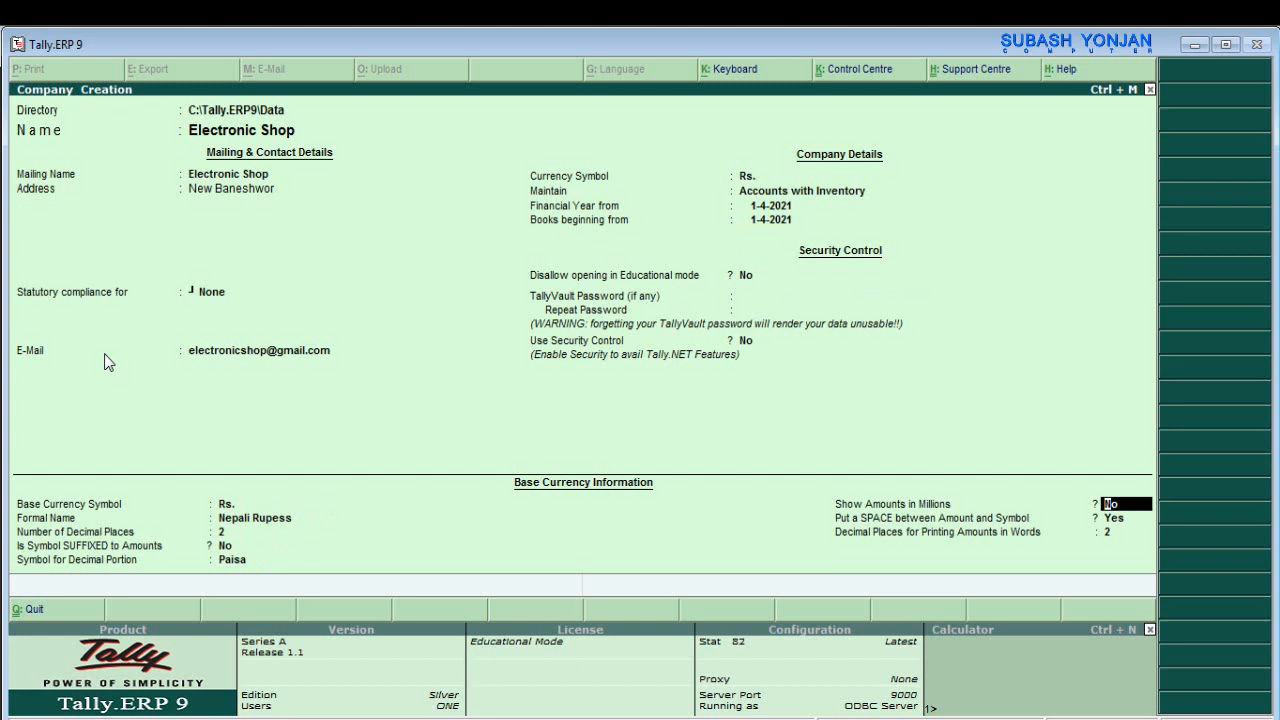 Tally.ERP 9
SUBASH YONJAN
COMPUTER
P: Print
E: Export
M: E-Mail
O: Upload
G: Language
K: Keyboard
K: Control Centre
H: Support Centre
H: Help
Company Creation
Ctrl + M
Directory : C:\Tally.ERP9\Data
Name : Electronic Shop
Mailing & Contact Details
Mailing Name : Electronic Shop
Address : New Baneshwor
Statutory compliance for : ┘ None
E-Mail : electronicshop@gmail.com
Company Details
Currency Symbol : Rs.
Maintain : Accounts with Inventory
Financial Year from : 1-4-2021
Books beginning from : 1-4-2021
Security Control
Disallow opening in Educational mode ? No
TallyVault Password (if any) :
Repeat Password :
(WARNING: forgetting your TallyVault password will render your data unusable!!)
Use Security Control ? No
(Enable Security to avail Tally.NET Features)
Base Currency Information
Base Currency Symbol : Rs.
Formal Name : Nepali Rupess
Number of Decimal Places : 2
Is Symbol SUFFIXED to Amounts ? No
Symbol for Decimal Portion : Paisa
Show Amounts in Millions ? No
Put a SPACE between Amount and Symbol ? Yes
Decimal Places for Printing Amounts in Words : 2
Q: Quit
Product
Tally
POWER OF SIMPLICITY
Tally.ERP 9
Version
Series A
Release 1.1
Edition Silver
Users ONE
License
Educational Mode
Configuration
Stat 82 Latest
Proxy None
Server Port 9000
Running as ODBC Server
Calculator
Ctrl + N
1>